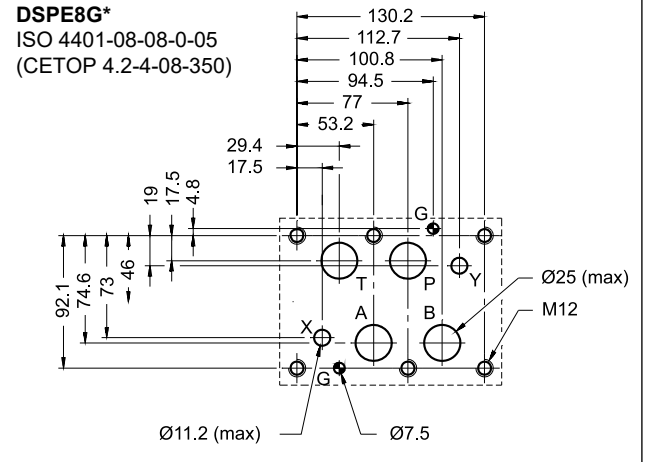 DSPE8G*
ISO 4401-08-08-0-05
(CETOP 4.2-4-08-350)
130.2
112.7
100.8
94.5
77
53.2
29.4
17.5
19
17.5
4.8
G
92.1
74.6
73
46
T
P
Y
Ø25 (max)
A
B
M12
X
G
Ø11.2 (max)
Ø7.5